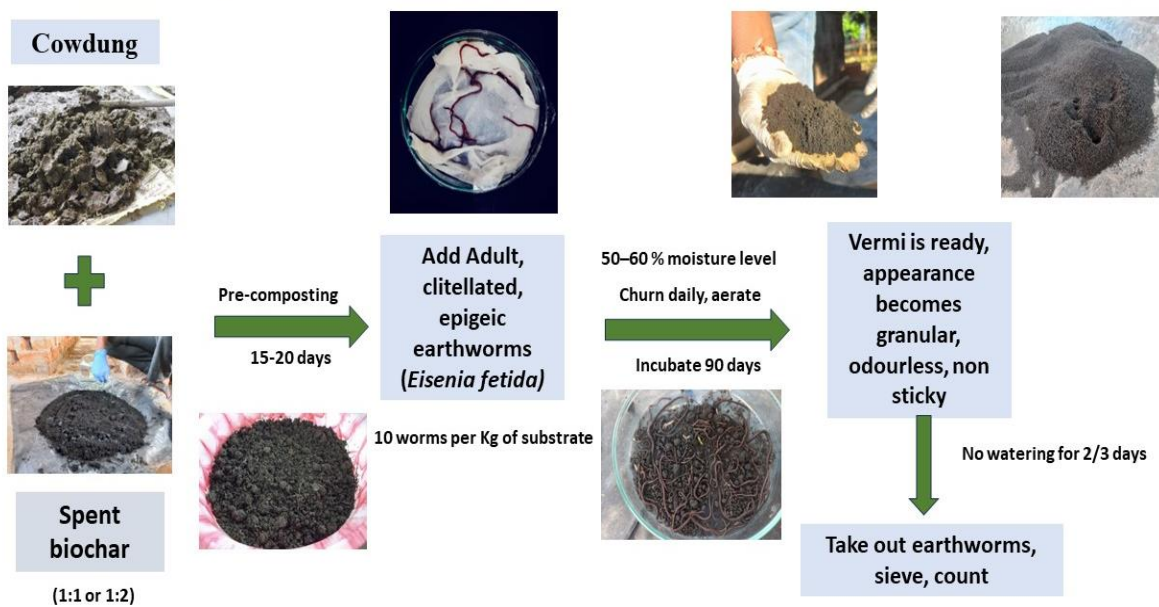 Cowdung
Spent
biochar
(1:1 or 1:2)
Pre-composting
15-20 days
Add Adult,
clitellated,
epigeic
earthworms
(Eisenia fetida)
10 worms per Kg of substrate
50–60 % moisture level
Churn daily, aerate
Incubate 90 days
Vermi is ready,
appearance
becomes
granular,
odourless, non
sticky
No watering for 2/3 days
Take out earthworms,
sieve, count